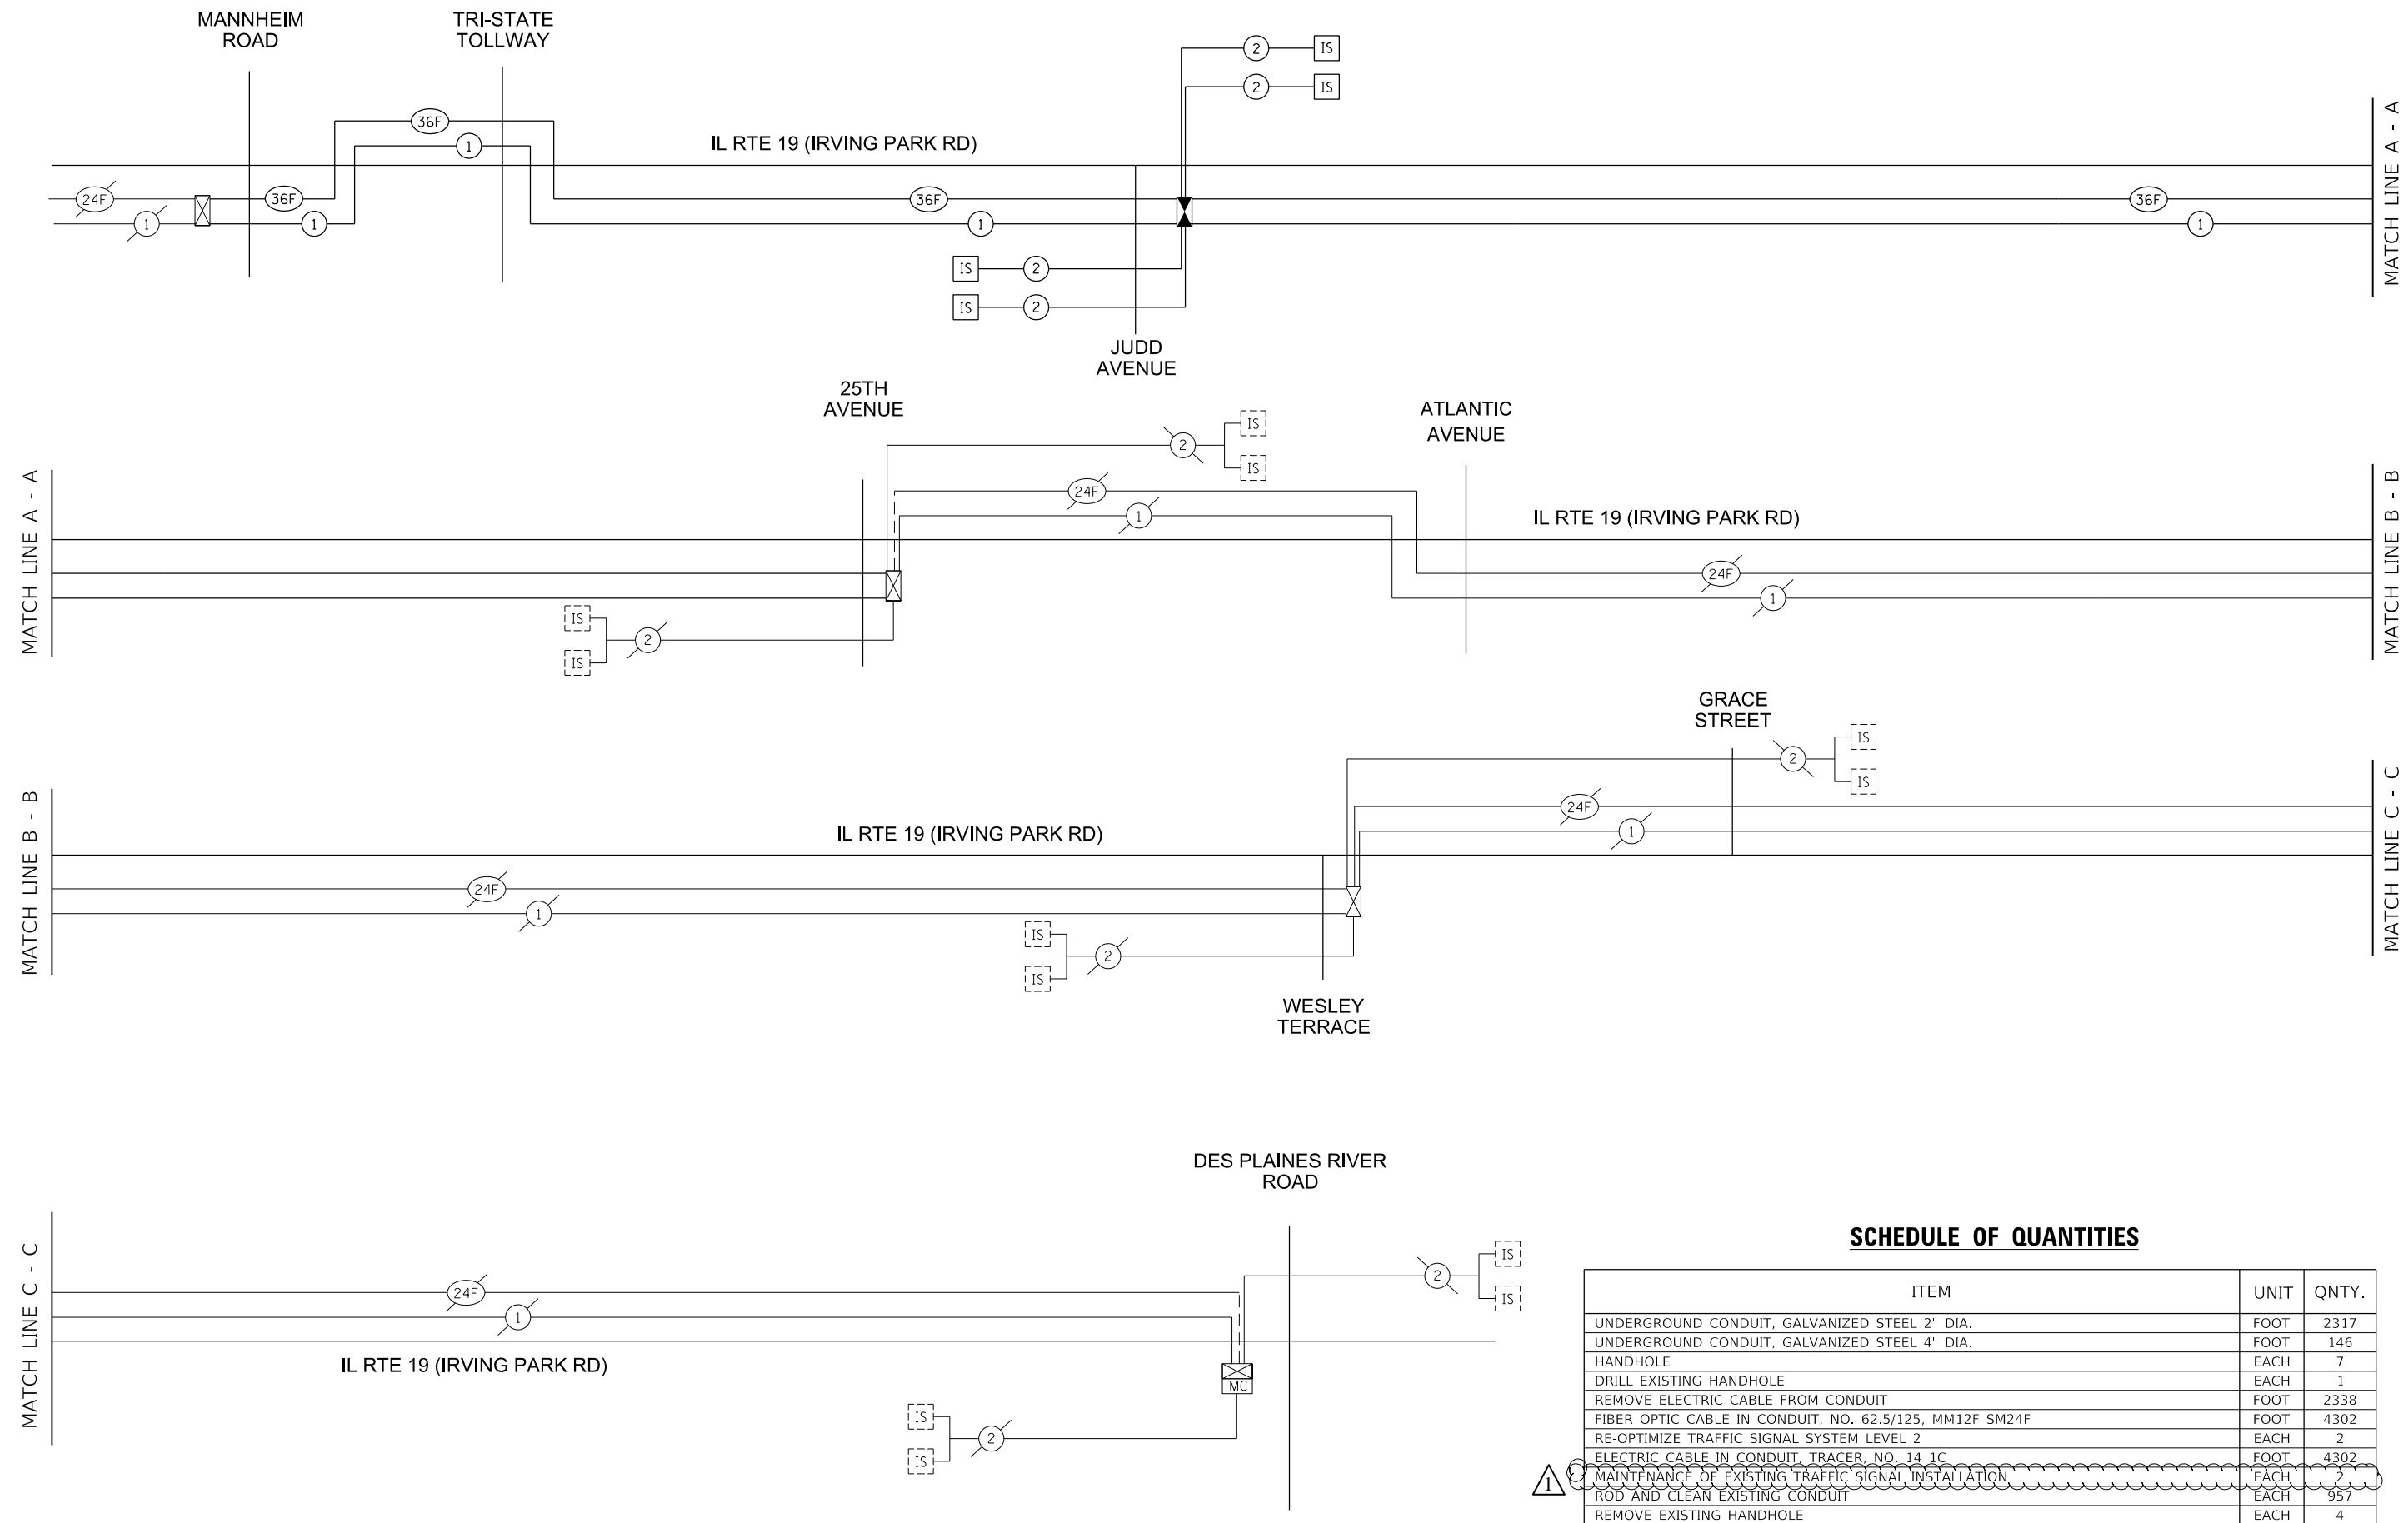 MANNHEIM
ROAD
TRI-STATE
TOLLWAY
2 IS
2 IS
36F
1
IL RTE 19 (IRVING PARK RD)
24F 36F 36F 36F
1 1 1 1
IS 2
IS 2
JUDD
AVENUE
MATCH LINE A - A
25TH
AVENUE
ATLANTIC
AVENUE
MATCH LINE A - A
2 IS
IS
24F
1
IL RTE 19 (IRVING PARK RD)
24F
1
IS
2
IS
MATCH LINE B - B
GRACE
STREET
MATCH LINE B - B
2 IS
IS
24F
1
IL RTE 19 (IRVING PARK RD)
24F
1
IS
2
IS
WESLEY
TERRACE
MATCH LINE C - C
DES PLAINES RIVER
ROAD
MATCH LINE C - C
24F
1
2 IS
IS
IL RTE 19 (IRVING PARK RD)
MC
IS
2
IS
SCHEDULE OF QUANTITIES
ITEM UNIT QNTY.
UNDERGROUND CONDUIT, GALVANIZED STEEL 2" DIA. FOOT 2317
UNDERGROUND CONDUIT, GALVANIZED STEEL 4" DIA. FOOT 146
HANDHOLE EACH 7
DRILL EXISTING HANDHOLE EACH 1
REMOVE ELECTRIC CABLE FROM CONDUIT FOOT 2338
FIBER OPTIC CABLE IN CONDUIT, NO. 62.5/125, MM12F SM24F FOOT 4302
RE-OPTIMIZE TRAFFIC SIGNAL SYSTEM LEVEL 2 EACH 2
ELECTRIC CABLE IN CONDUIT, TRACER, NO. 14 1C FOOT 4302
1 MAINTENANCE OF EXISTING TRAFFIC SIGNAL INSTALLATION EACH 2
ROD AND CLEAN EXISTING CONDUIT EACH 957
REMOVE EXISTING HANDHOLE EACH 4